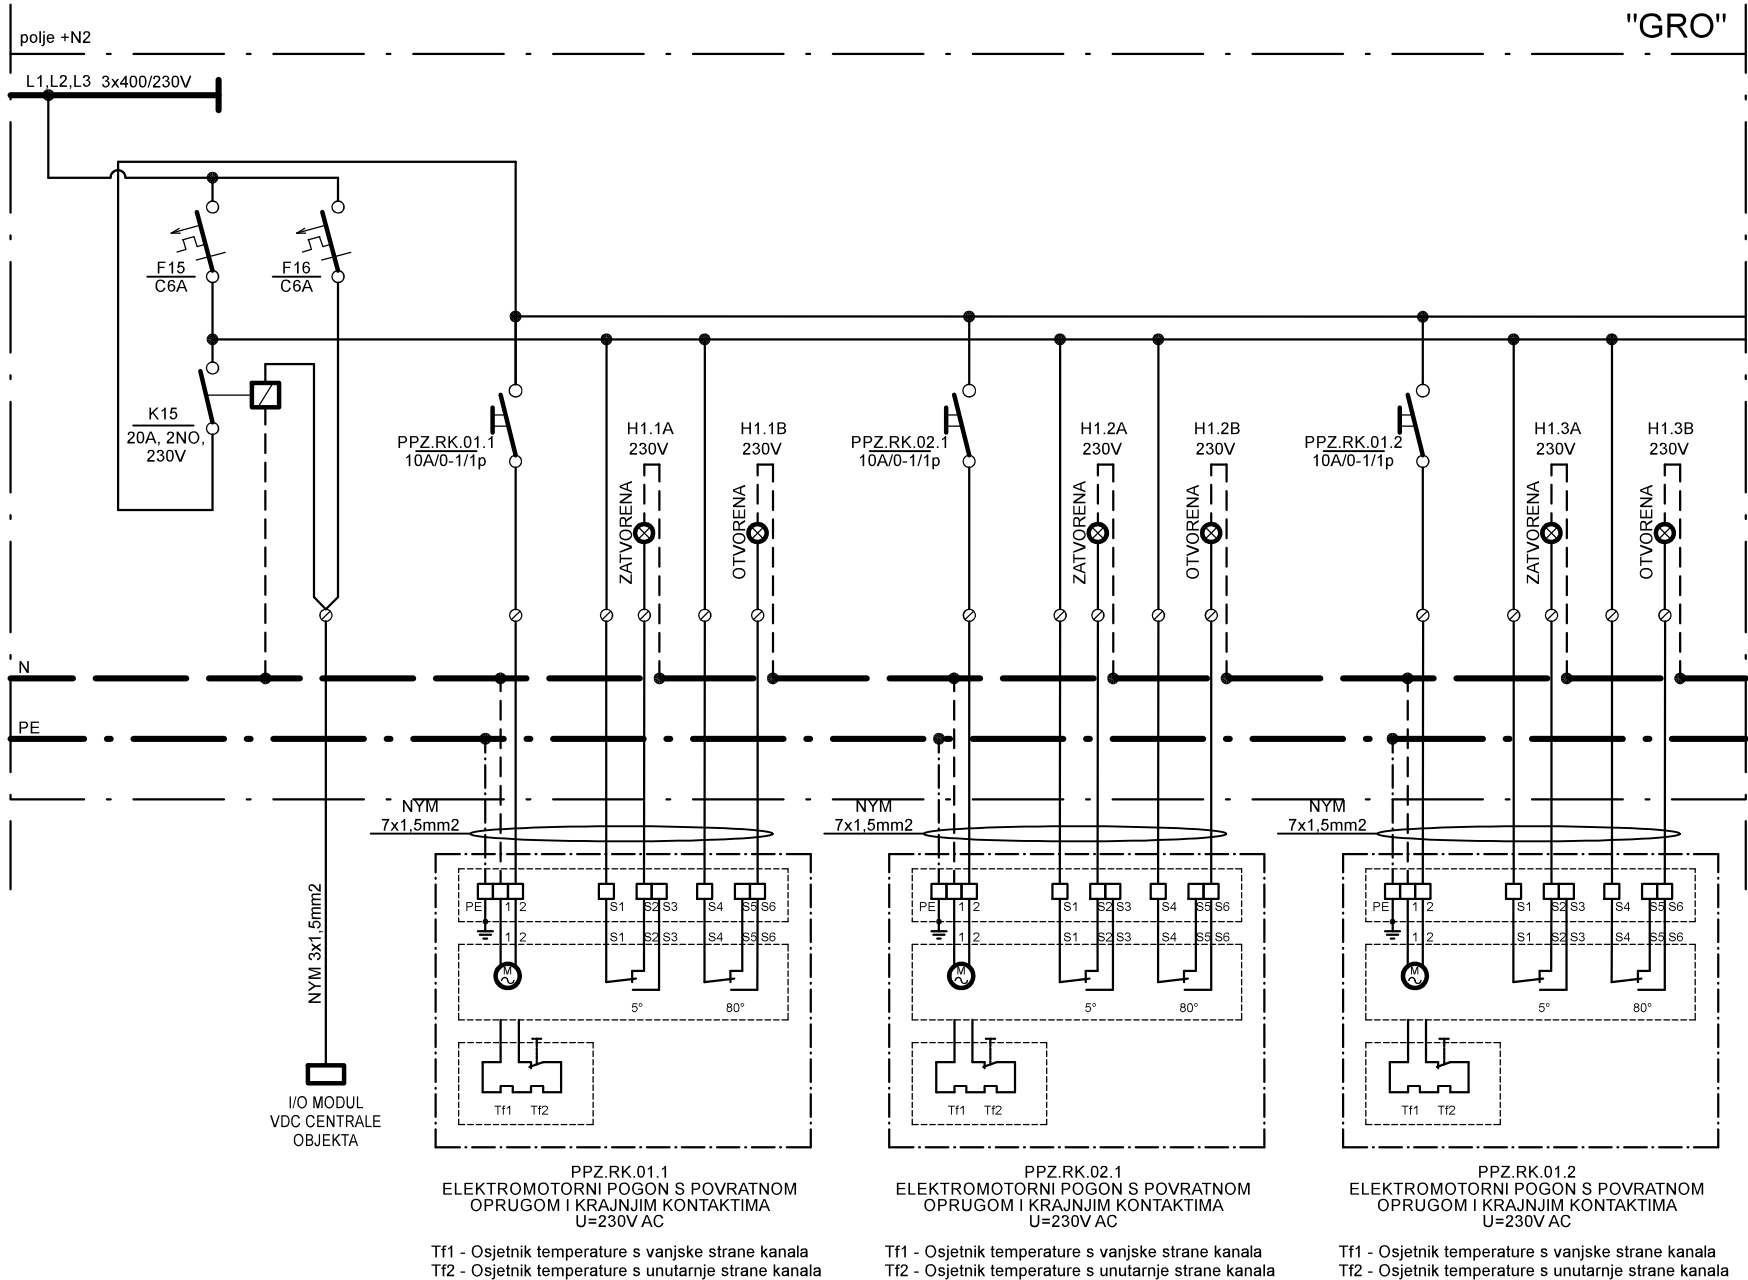 "GRO"
polje +N2
L1,L2,L3 3x400/230V
F15
C6A
F16
C6A
K15
20A, 2NO,
230V
PPZ.RK.01.1
10A/0-1/1p
H1.1A
230V
ZATVORENA
H1.1B
230V
OTVORENA
PPZ.RK.02.1
10A/0-1/1p
H1.2A
230V
ZATVORENA
H1.2B
230V
OTVORENA
PPZ.RK.01.2
10A/0-1/1p
H1.3A
230V
ZATVORENA
H1.3B
230V
OTVORENA
N
PE
NYM
7x1,5mm2
NYM
7x1,5mm2
NYM
7x1,5mm2
NYM 3x1,5mm2
PE 1 2 S1 S2 S3 S4 S5 S6
1 2 S1 S2 S3 S4 S5 S6
M
5° 80°
Tf1 Tf2
PE 1 2 S1 S2 S3 S4 S5 S6
1 2 S1 S2 S3 S4 S5 S6
M
5° 80°
Tf1 Tf2
PE 1 2 S1 S2 S3 S4 S5 S6
1 2 S1 S2 S3 S4 S5 S6
M
5° 80°
Tf1 Tf2
I/O MODUL
VDC CENTRALE
OBJEKTA
PPZ.RK.01.1
ELEKTROMOTORNI POGON S POVRATNOM
OPRUGOM I KRAJNJIM KONTAKTIMA
U=230V AC
Tf1 - Osjetnik temperature s vanjske strane kanala
Tf2 - Osjetnik temperature s unutarnje strane kanala
PPZ.RK.02.1
ELEKTROMOTORNI POGON S POVRATNOM
OPRUGOM I KRAJNJIM KONTAKTIMA
U=230V AC
Tf1 - Osjetnik temperature s vanjske strane kanala
Tf2 - Osjetnik temperature s unutarnje strane kanala
PPZ.RK.01.2
ELEKTROMOTORNI POGON S POVRATNOM
OPRUGOM I KRAJNJIM KONTAKTIMA
U=230V AC
Tf1 - Osjetnik temperature s vanjske strane kanala
Tf2 - Osjetnik temperature s unutarnje strane kanala